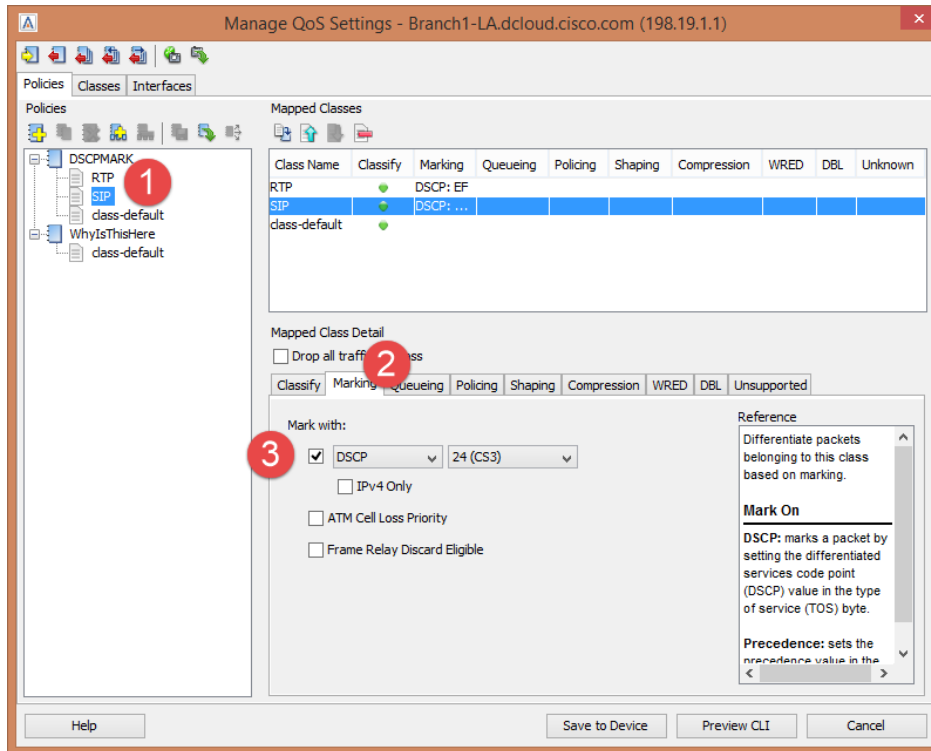 Manage QoS Settings - Branch1-LA.dcloud.cisco.com (198.19.1.1)
Policies Classes Interfaces
Policies
DSCPMARK
RTP
SIP
class-default
WhyIsThisHere
class-default
1
Mapped Classes
Class Name Classify Marking Queueing Policing Shaping Compression WRED DBL Unknown
RTP DSCP: EF
SIP DSCP: ...
class-default
Mapped Class Detail
Drop all traff ss
2
Classify Marking Queueing Policing Shaping Compression WRED DBL Unsupported
Mark with:
3
DSCP 24 (CS3)
IPv4 Only
ATM Cell Loss Priority
Frame Relay Discard Eligible
Reference
Differentiate packets
belonging to this class
based on marking.
Mark On
DSCP: marks a packet by
setting the differentiated
services code point
(DSCP) value in the type
of service (TOS) byte.
Precedence: sets the
precedence value in the
Help Save to Device Preview CLI Cancel